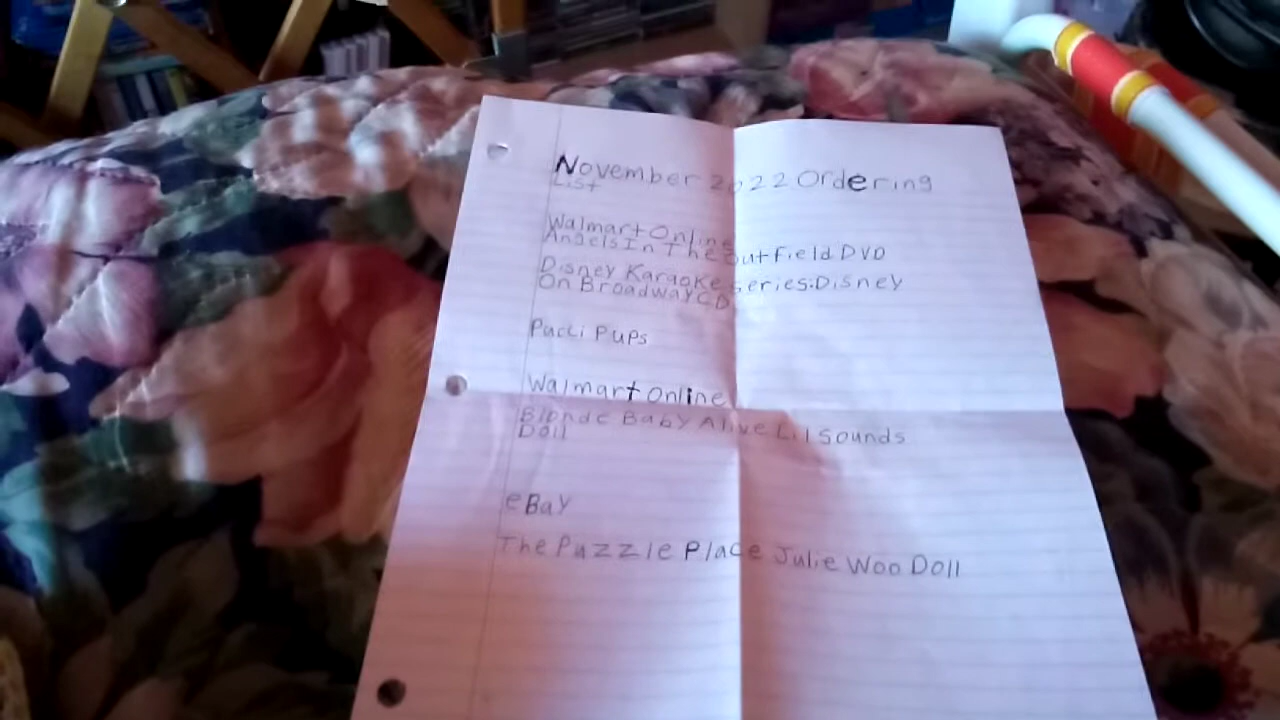 November 2022 Ordering
List
Walmart Online
Angels In The Outfield DVD
Disney Karaoke Series: Disney
On Broadway CD
Pucci Pups
Walmart Online
Blonde Baby Alive Lil Sounds
Doll
eBay
The Puzzle Place Julie Woo Doll